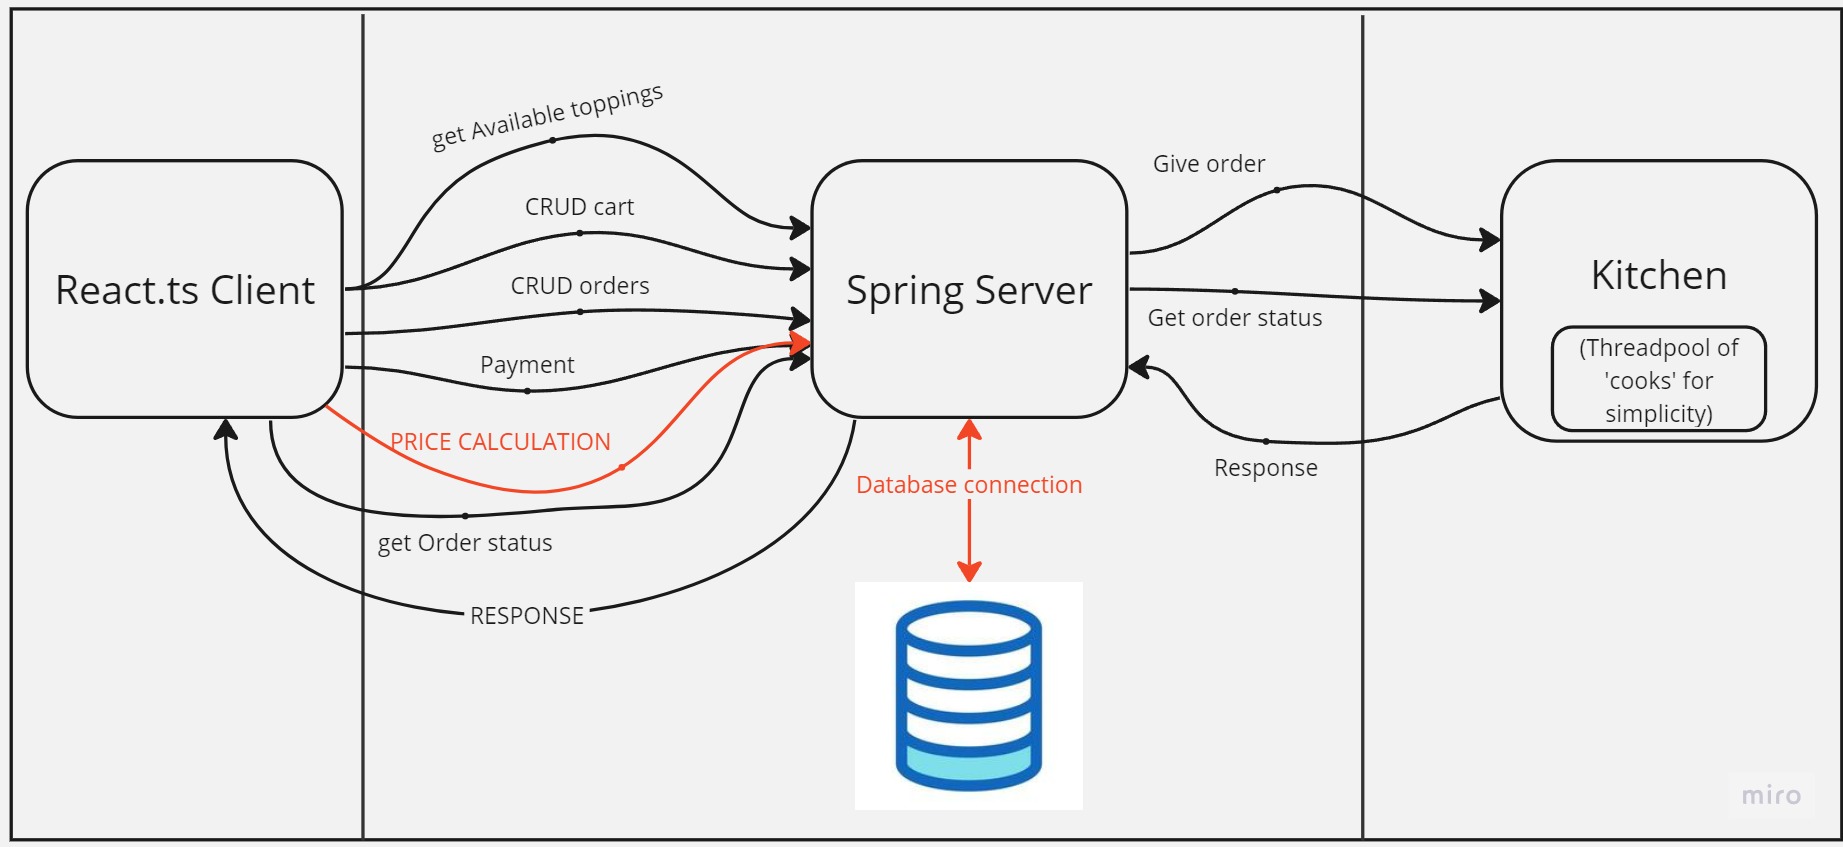 get Available toppings
CRUD cart
CRUD orders
Payment
PRICE CALCULATION
get Order status
RESPONSE
React.ts Client
Spring Server
Give order
Get order status
Response
Database connection
Kitchen
(Threadpool of
'cooks' for
simplicity)
miro